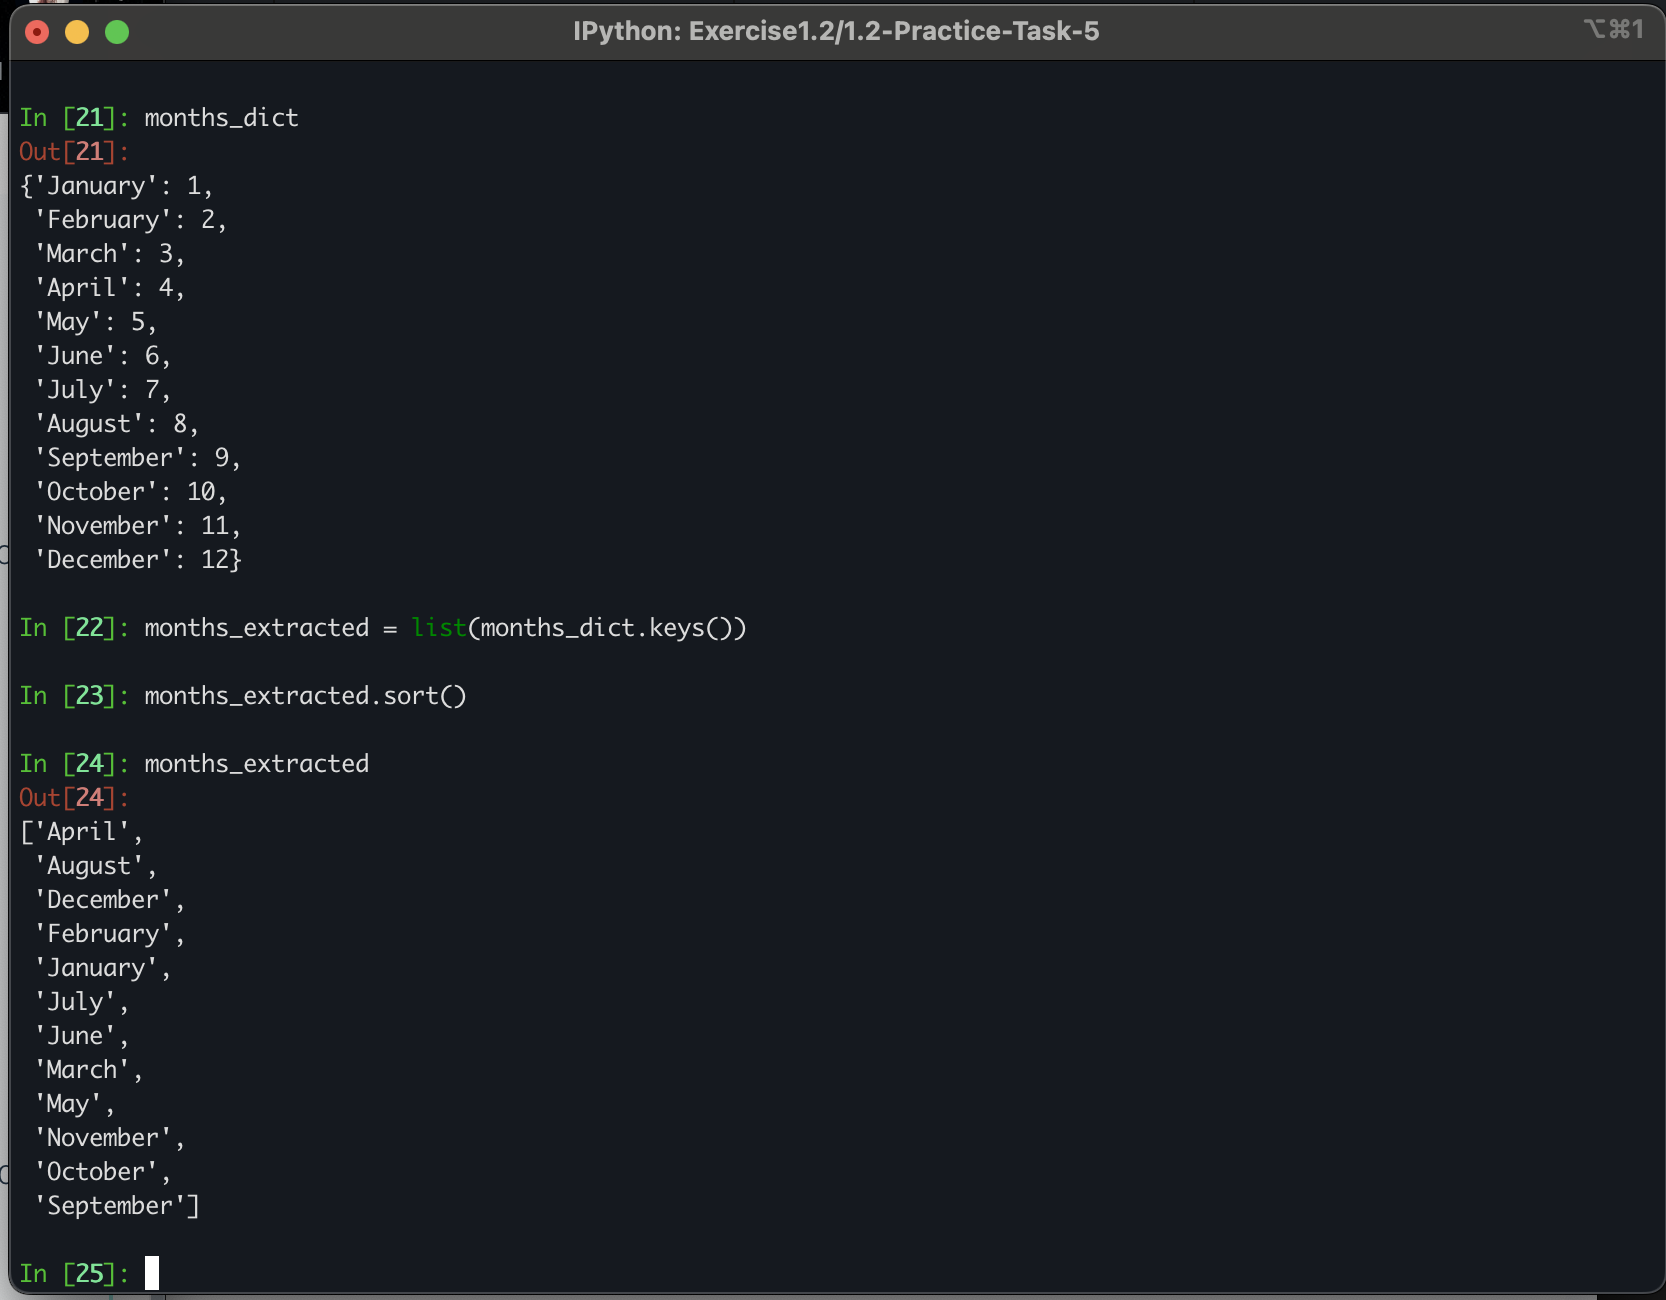 IPython: Exercise1.2/1.2-Practice-Task-5 ⌥⌘1
In [21]: months_dict
Out[21]:
{'January': 1,
 'February': 2,
 'March': 3,
 'April': 4,
 'May': 5,
 'June': 6,
 'July': 7,
 'August': 8,
 'September': 9,
 'October': 10,
 'November': 11,
 'December': 12}
In [22]: months_extracted = list(months_dict.keys())
In [23]: months_extracted.sort()
In [24]: months_extracted
Out[24]:
['April',
 'August',
 'December',
 'February',
 'January',
 'July',
 'June',
 'March',
 'May',
 'November',
 'October',
 'September']
In [25]: